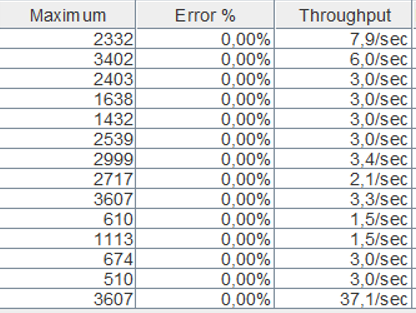 Maximum Error % Throughput
2332 0,00% 7,9/sec
3402 0,00% 6,0/sec
2403 0,00% 3,0/sec
1638 0,00% 3,0/sec
1432 0,00% 3,0/sec
2539 0,00% 3,0/sec
2999 0,00% 3,4/sec
2717 0,00% 2,1/sec
3607 0,00% 3,3/sec
610 0,00% 1,5/sec
1113 0,00% 1,5/sec
674 0,00% 3,0/sec
510 0,00% 3,0/sec
3607 0,00% 37,1/sec